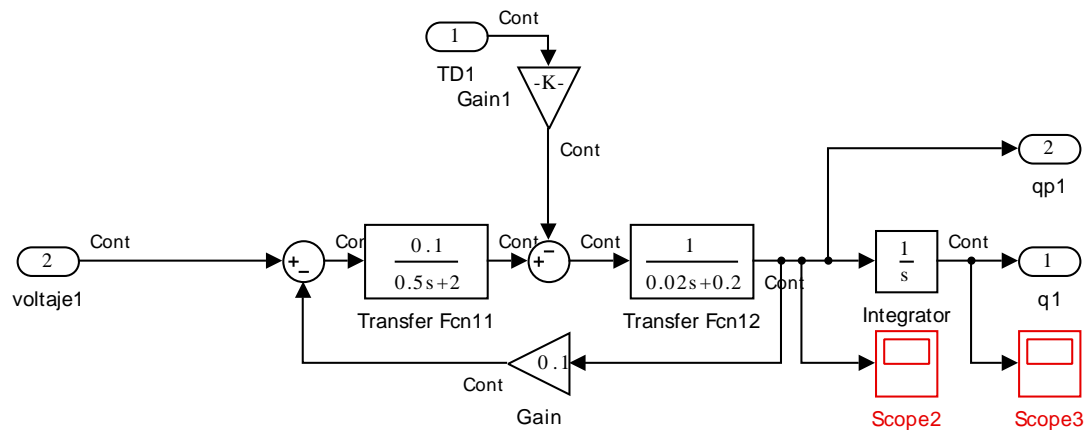 Cont
1
TD1
Gain1
-K-
Cont
2
qp1
Cont
2
voltaje1
+
−
Cor
0.1
0.5s+2
Transfer Fcn11
Cont
−
+
Cont
1
0.02s+0.2
Transfer Fcn12
Cont
1
s
Integrator
Cont
1
q1
0.1
Cont
Gain
Scope2
Scope3